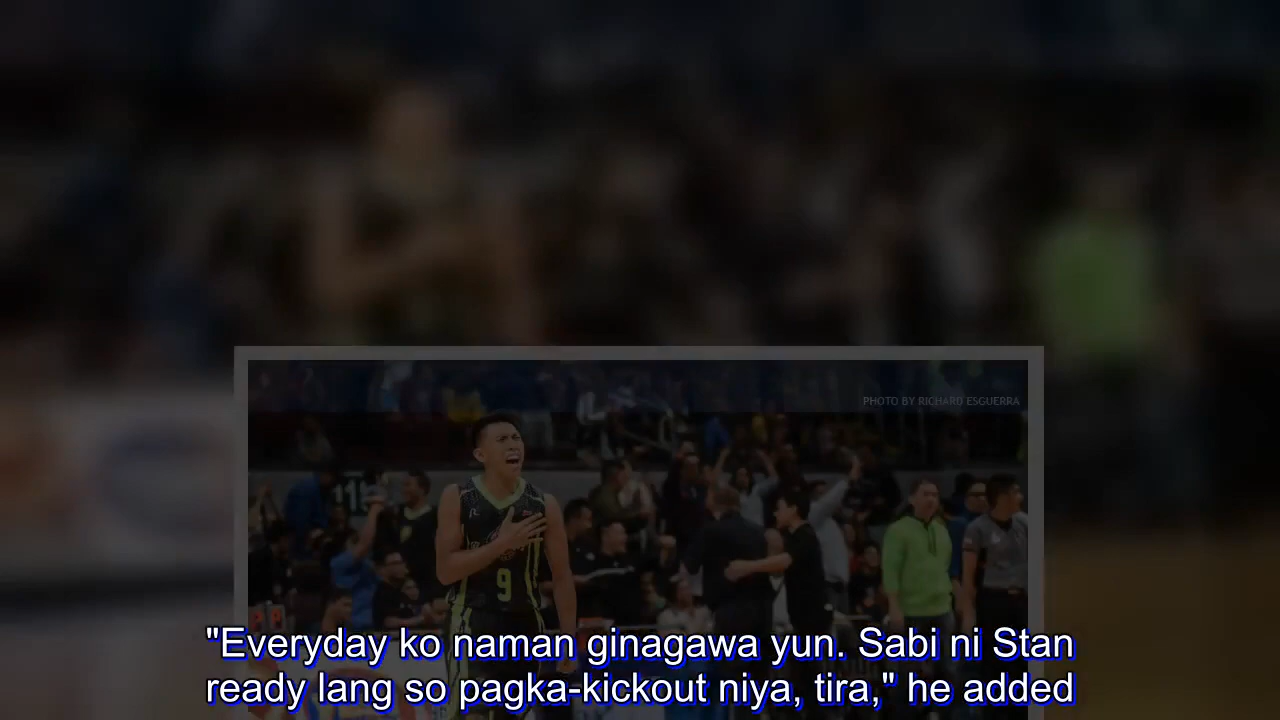 PHOTO BY RICHARD ESGUERRA
9
"Everyday ko naman ginagawa yun. Sabi ni Stan
ready lang so pagka-kickout niya, tira," he added